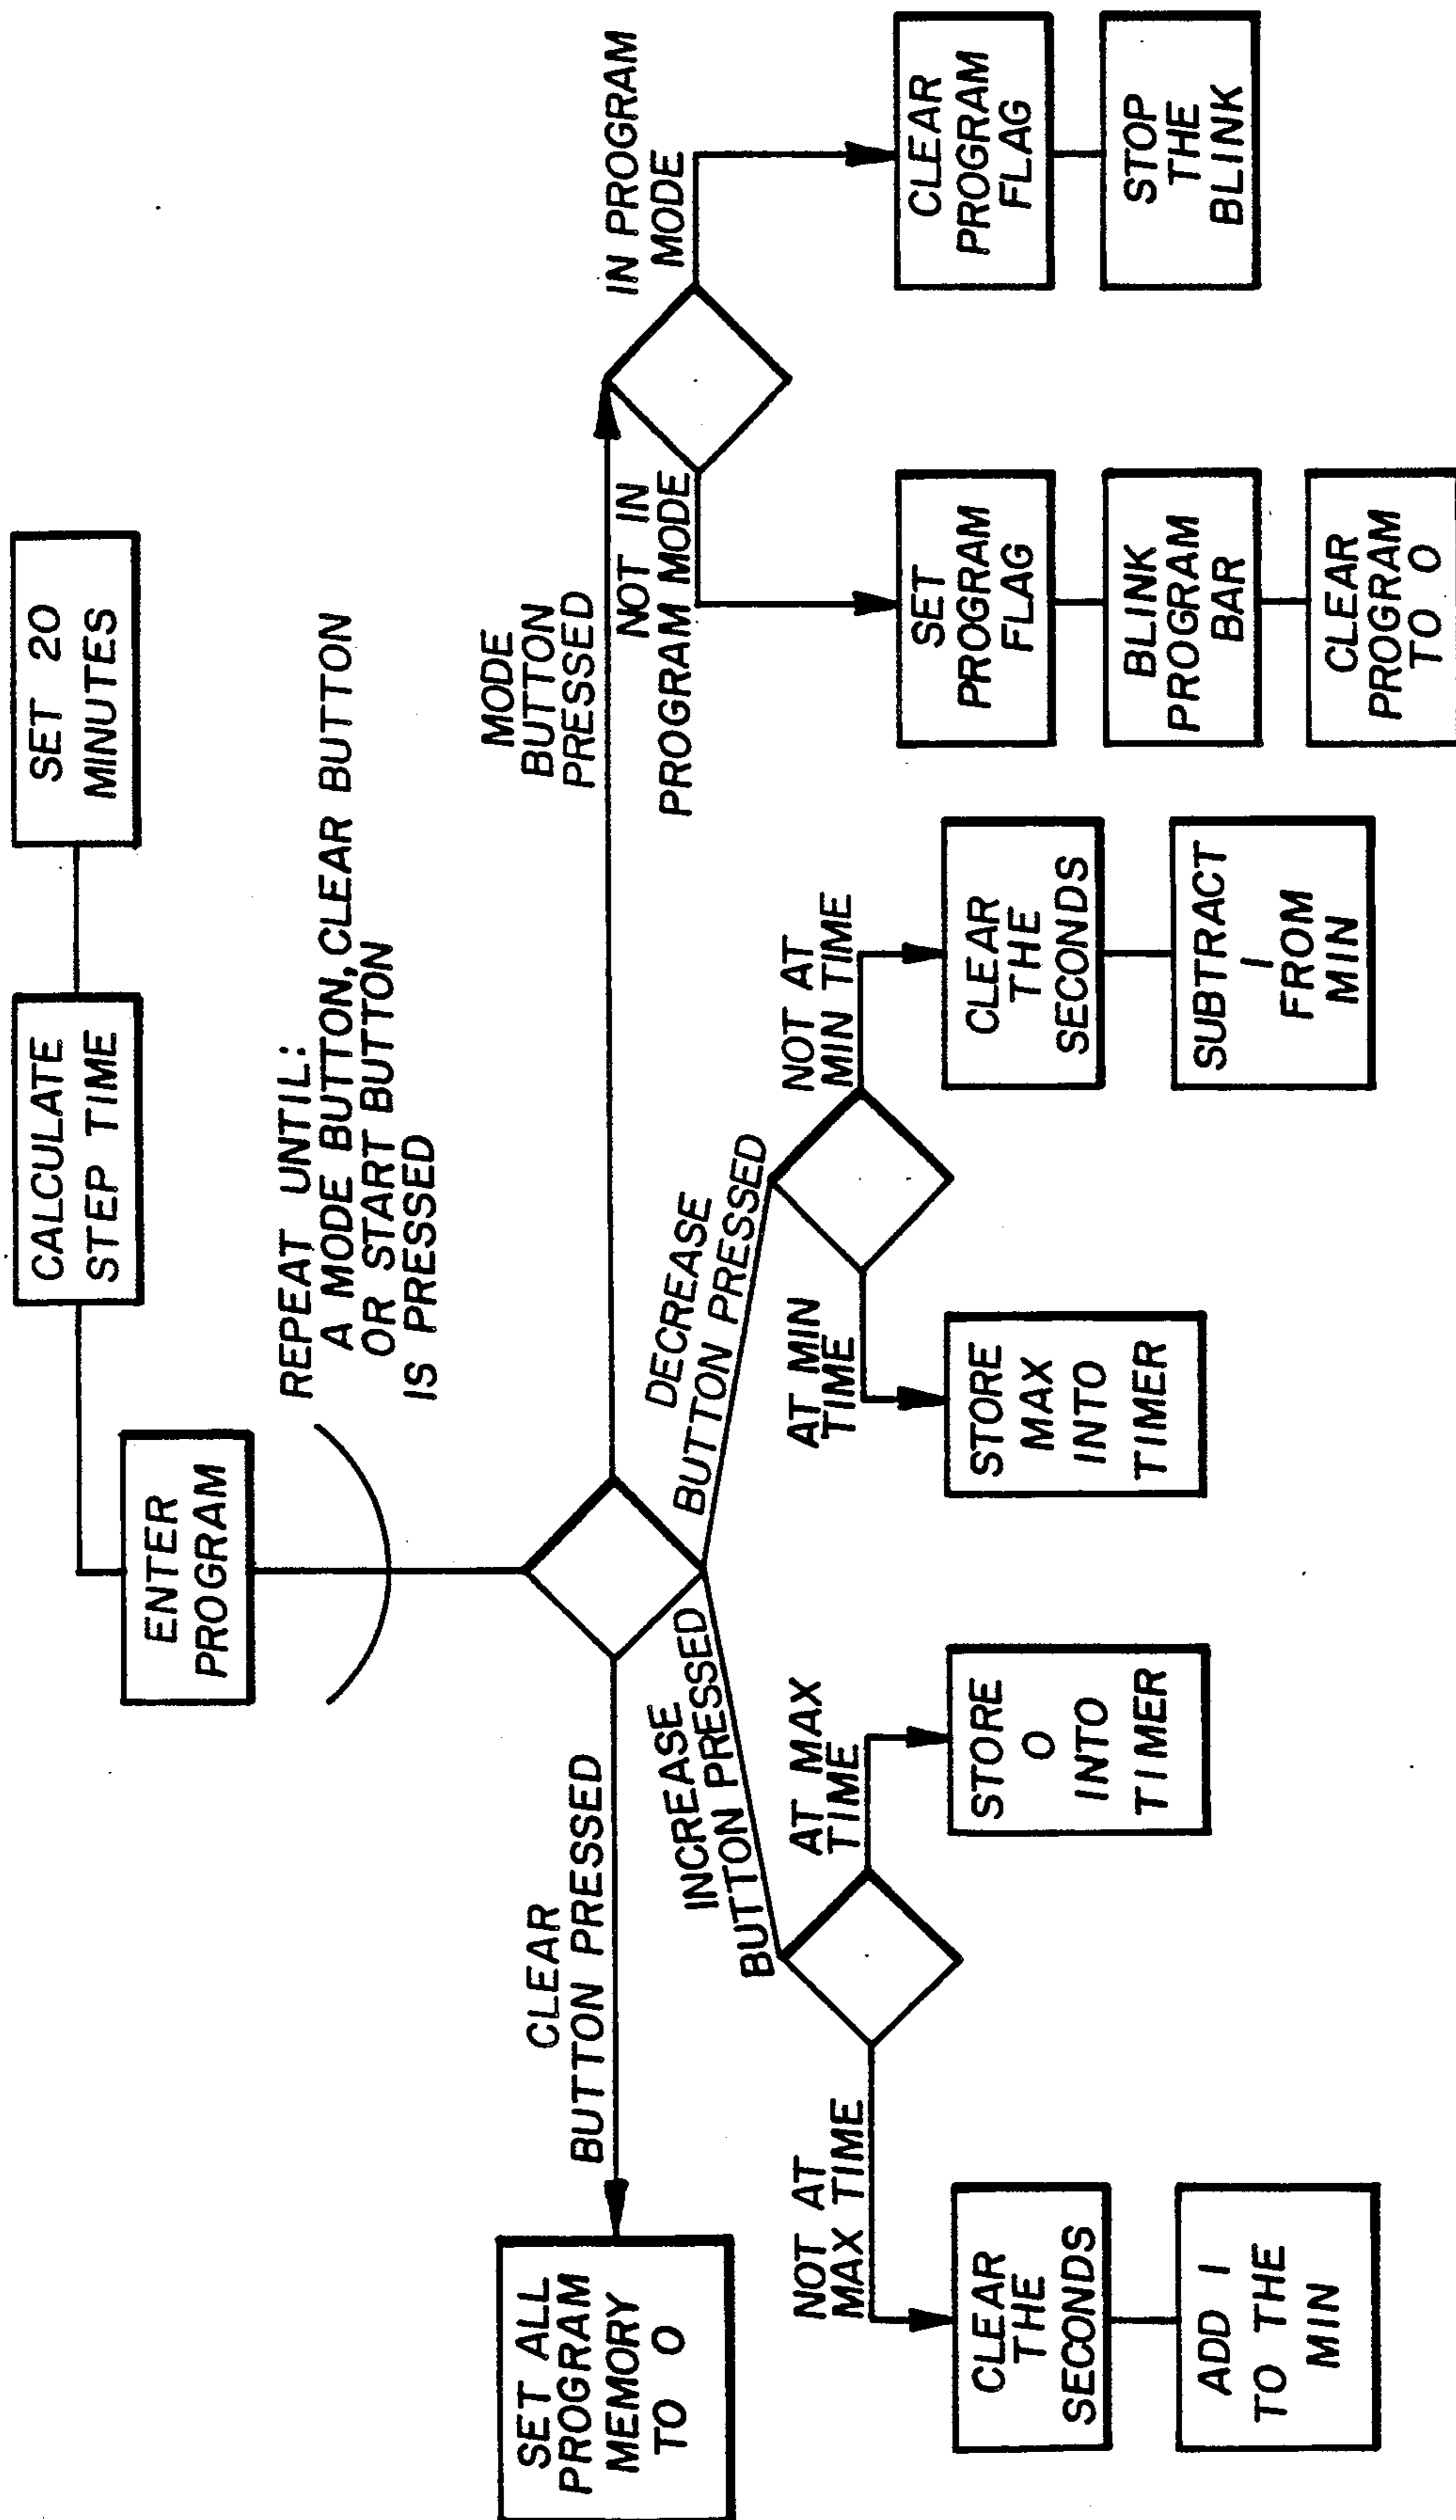 SET 20
MINUTES
CALCULATE
STEP TIME
ENTER
PROGRAM
REPEAT UNTIL:
A MODE BUTTON, CLEAR BUTTON
OR START BUTTON
IS PRESSED
CLEAR
BUTTON PRESSED
SET ALL
PROGRAM
MEMORY
TO 0
INCREASE
BUTTON PRESSED
NOT AT
MAX TIME
CLEAR
THE
SECONDS
ADD 1
TO THE
MIN
AT MAX
TIME
STORE
0
INTO
TIMER
DECREASE
BUTTON PRESSED
AT MIN
TIME
STORE
MAX
INTO
TIMER
NOT AT
MIN TIME
CLEAR
THE
SECONDS
SUBTRACT
1
FROM
MIN
MODE
BUTTON
PRESSED
NOT IN
PROGRAM MODE
SET
PROGRAM
FLAG
BLINK
PROGRAM
BAR
CLEAR
PROGRAM
TO 0
IN PROGRAM
MODE
CLEAR
PROGRAM
FLAG
STOP
THE
BLINK